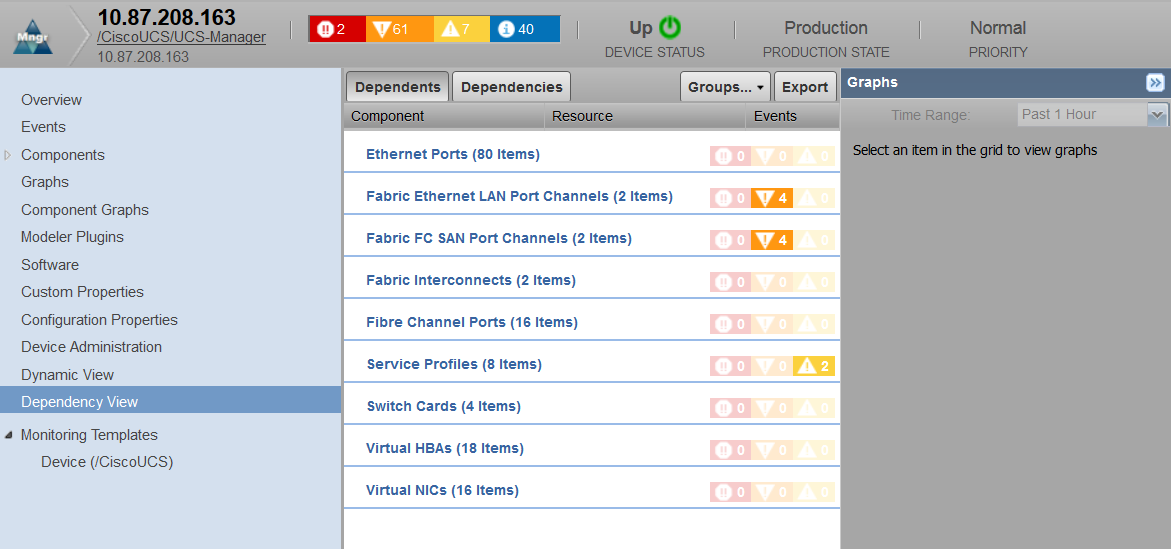 Mngr
10.87.208.163
/CiscoUCS/UCS-Manager
10.87.208.163
2 61 7 40
Up
DEVICE STATUS
Production
PRODUCTION STATE
Normal
PRIORITY
Overview
Events
Components
Graphs
Component Graphs
Modeler Plugins
Software
Custom Properties
Configuration Properties
Device Administration
Dynamic View
Dependency View
Monitoring Templates
Device (/CiscoUCS)
Dependents Dependencies Groups... Export
Component Resource Events
Ethernet Ports (80 Items) 0 0 0
Fabric Ethernet LAN Port Channels (2 Items) 0 4 0
Fabric FC SAN Port Channels (2 Items) 0 4 0
Fabric Interconnects (2 Items) 0 0 0
Fibre Channel Ports (16 Items) 0 0 0
Service Profiles (8 Items) 0 0 2
Switch Cards (4 Items) 0 0 0
Virtual HBAs (18 Items) 0 0 0
Virtual NICs (16 Items) 0 0 0
Graphs
Time Range: Past 1 Hour
Select an item in the grid to view graphs